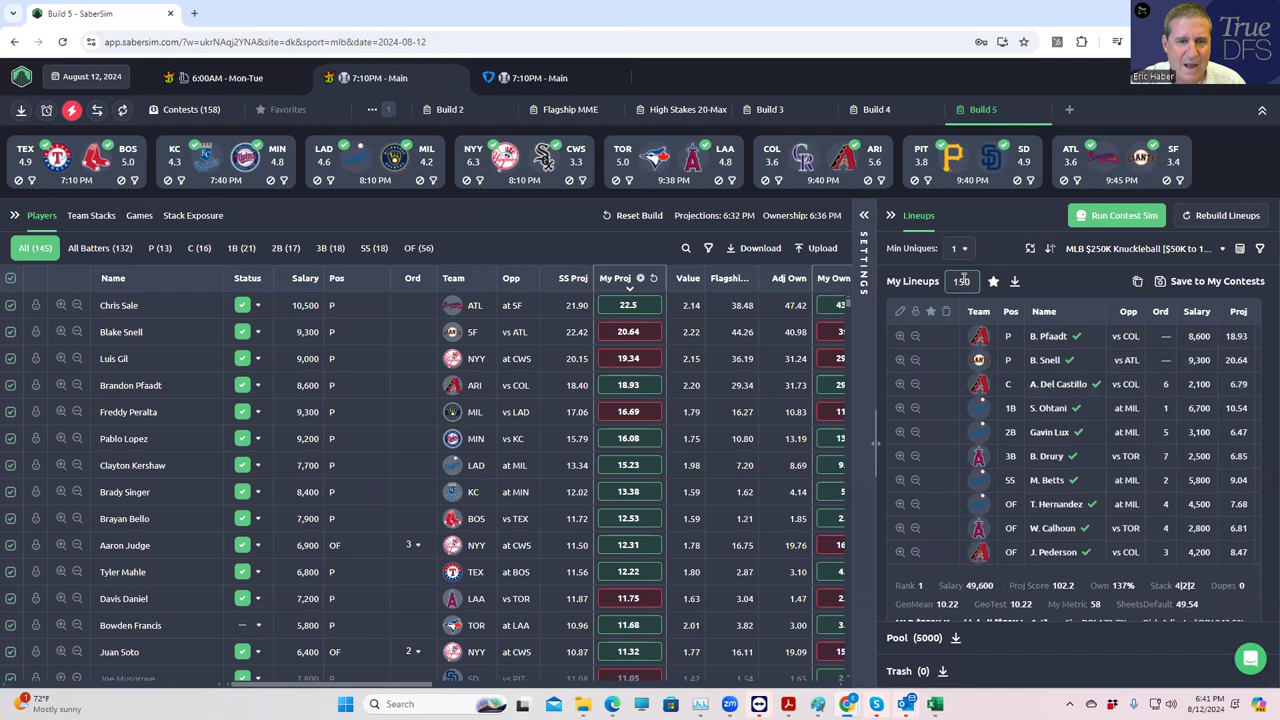 Build 5 - SaberSim
app.sabersim.com/?w=ukrNAqj2YNA&site=dk&sport=mlb&date=2024-08-12
True DFS
Eric Haber
August 12, 2024 6:00AM - Mon-Tue 7:10PM - Main 7:10PM - Main
Contests (158) Favorites ... 1 Build 2 Flagship MME High Stakes 20-Max Build 3 Build 4 Build 5 +
TEX 4.9 BOS 5.0 7:10 PM
KC 4.3 MIN 4.8 7:40 PM
LAD 4.6 MIL 4.2 8:10 PM
NYY 6.3 CWS 3.3 8:10 PM
TOR 5.0 LAA 4.8 9:38 PM
COL 3.6 ARI 5.6 9:40 PM
PIT 3.8 SD 4.9 9:40 PM
ATL 3.6 SF 3.4 9:45 PM
Players Team Stacks Games Stack Exposure Reset Build Projections: 6:32 PM Ownership: 6:36 PM
All (145) All Batters (132) P (13) C (16) 1B (21) 2B (17) 3B (18) SS (18) OF (56) Download Upload
Name Status Salary Pos Ord Team Opp SS Proj My Proj Value Flagshi... Adj Own My Own
Chris Sale 10,500 P ATL at SF 21.90 22.5 2.14 38.48 47.42
Blake Snell 9,300 P SF vs ATL 22.42 20.64 2.22 44.26 40.98
Luis Gil 9,000 P NYY at CWS 20.15 19.34 2.15 36.19 31.24
Brandon Pfaadt 8,600 P ARI vs COL 18.40 18.93 2.20 29.34 31.73
Freddy Peralta 9,300 P MIL vs LAD 17.06 16.69 1.79 16.27 10.83
Pablo Lopez 9,200 P MIN vs KC 15.79 16.08 1.75 10.80 13.19
Clayton Kershaw 7,700 P LAD at MIL 13.34 15.23 1.98 7.20 8.69
Brady Singer 8,400 P KC at MIN 12.02 13.38 1.59 1.62 4.14
Brayan Bello 7,900 P BOS vs TEX 11.72 12.53 1.59 1.21 1.85
Aaron Judge 6,900 OF 3 NYY at CWS 12.50 12.31 1.78 16.75 19.76
Tyler Mahle 6,800 P TEX at BOS 11.56 12.22 1.80 2.87 3.10
Davis Daniel 7,200 P LAA vs TOR 11.87 11.75 1.63 3.04 1.47
Bowden Francis — 5,800 P TOR at LAA 10.96 11.68 2.01 3.82 3.00
Juan Soto 6,400 OF 2 NYY at CWS 10.87 11.32 1.77 16.11 19.09
Joe Musgrove 7,800 P SD vs PIT 11.05
SETTINGS
Lineups Run Contest Sim Rebuild Lineups
Min Uniques: 1 MLB $250K Knuckleball [$50K to 1...
My Lineups 150 Save to My Contests
Team Pos Name Opp Ord Salary Proj
P B. Pfaadt vs COL — 8,600 18.93
P B. Snell vs ATL — 9,300 20.64
C A. Del Castillo vs COL 6 2,100 6.79
1B S. Ohtani at MIL 1 6,700 10.54
2B Gavin Lux at MIL 5 3,100 6.47
3B B. Drury vs TOR 7 2,500 6.85
SS M. Betts at MIL 2 5,800 9.04
OF T. Hernandez at MIL 4 4,500 7.68
OF W. Calhoun vs TOR 4 2,800 6.81
OF J. Pederson vs COL 3 4,200 8.47
Rank 1 Salary 49,600 Proj Score 102.2 Own 137% Stack 4|2|2 Dupes 0
GeoMean 10.22 GeoTest 10.22 My Metric 58 SheetsDefault 49.54
Pool (5000)
Trash (0)
72°F
Mostly sunny
Search
6:41 PM
8/12/2024